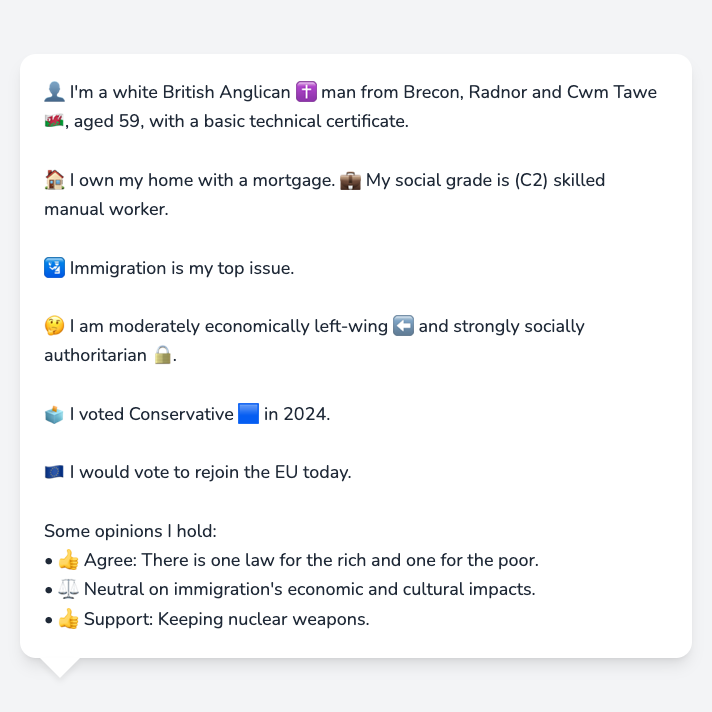 👤 I'm a white British Anglican ✝️ man from Brecon, Radnor and Cwm Tawe
🏴󠁧󠁢󠁷󠁬󠁳󠁿, aged 59, with a basic technical certificate.
🏠 I own my home with a mortgage. 💼 My social grade is (C2) skilled
manual worker.
🛂 Immigration is my top issue.
🤔 I am moderately economically left-wing ⬅️ and strongly socially
authoritarian 🔒.
🗳️ I voted Conservative 🟦 in 2024.
🇪🇺 I would vote to rejoin the EU today.
Some opinions I hold:
• 👍 Agree: There is one law for the rich and one for the poor.
• ⚖️ Neutral on immigration's economic and cultural impacts.
• 👍 Support: Keeping nuclear weapons.